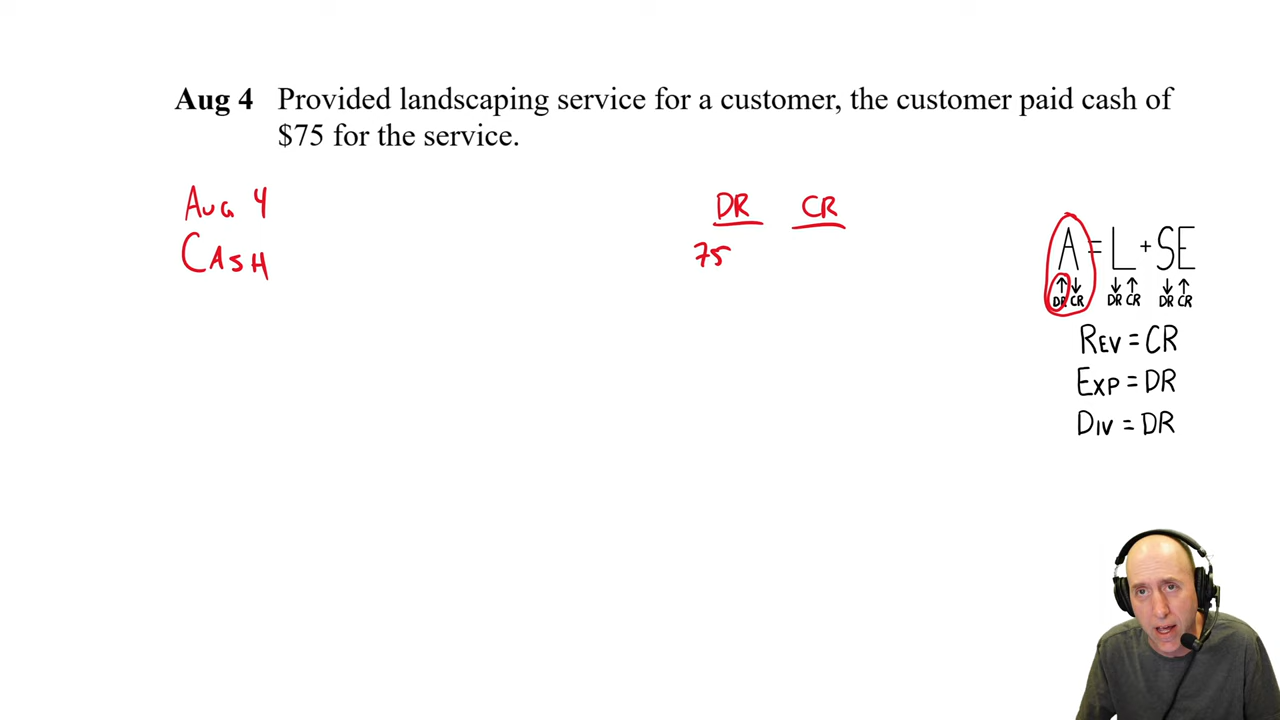 Aug 4 Provided landscaping service for a customer, the customer paid cash of
$75 for the service.
Aug 4
DR CR
CASH 75
A = L + SE
↑ ↓ ↓ ↑ ↓ ↑
DR CR DR CR DR CR
REV = CR
EXP = DR
DIV = DR